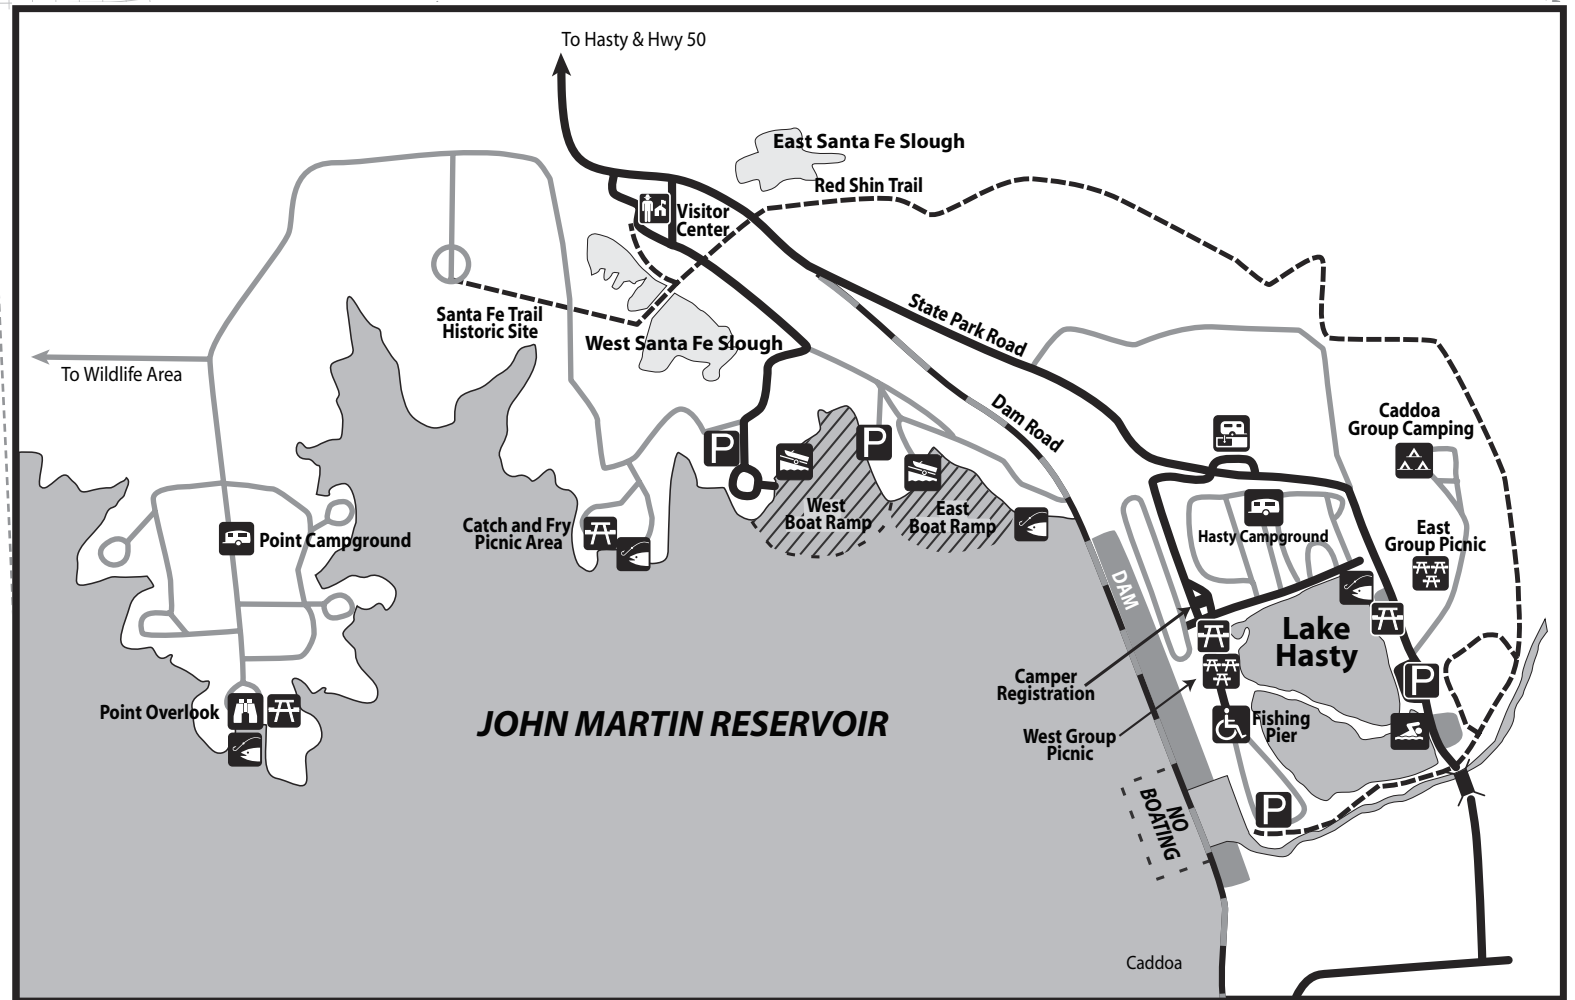 To Hasty & Hwy 50
East Santa Fe Slough
Red Shin Trail
Visitor
Center
Santa Fe Trail
Historic Site
West Santa Fe Slough
State Park Road
To Wildlife Area
Dam Road
Caddoa
Group Camping
P
P
West
Boat Ramp
East
Boat Ramp
Catch and Fry
Picnic Area
Point Campground
Hasty Campground
East
Group Picnic
DAM
Lake
Hasty
Camper
Registration
P
Point Overlook
JOHN MARTIN RESERVOIR
Fishing
Pier
West Group
Picnic
NO
BOATING
P
Caddoa